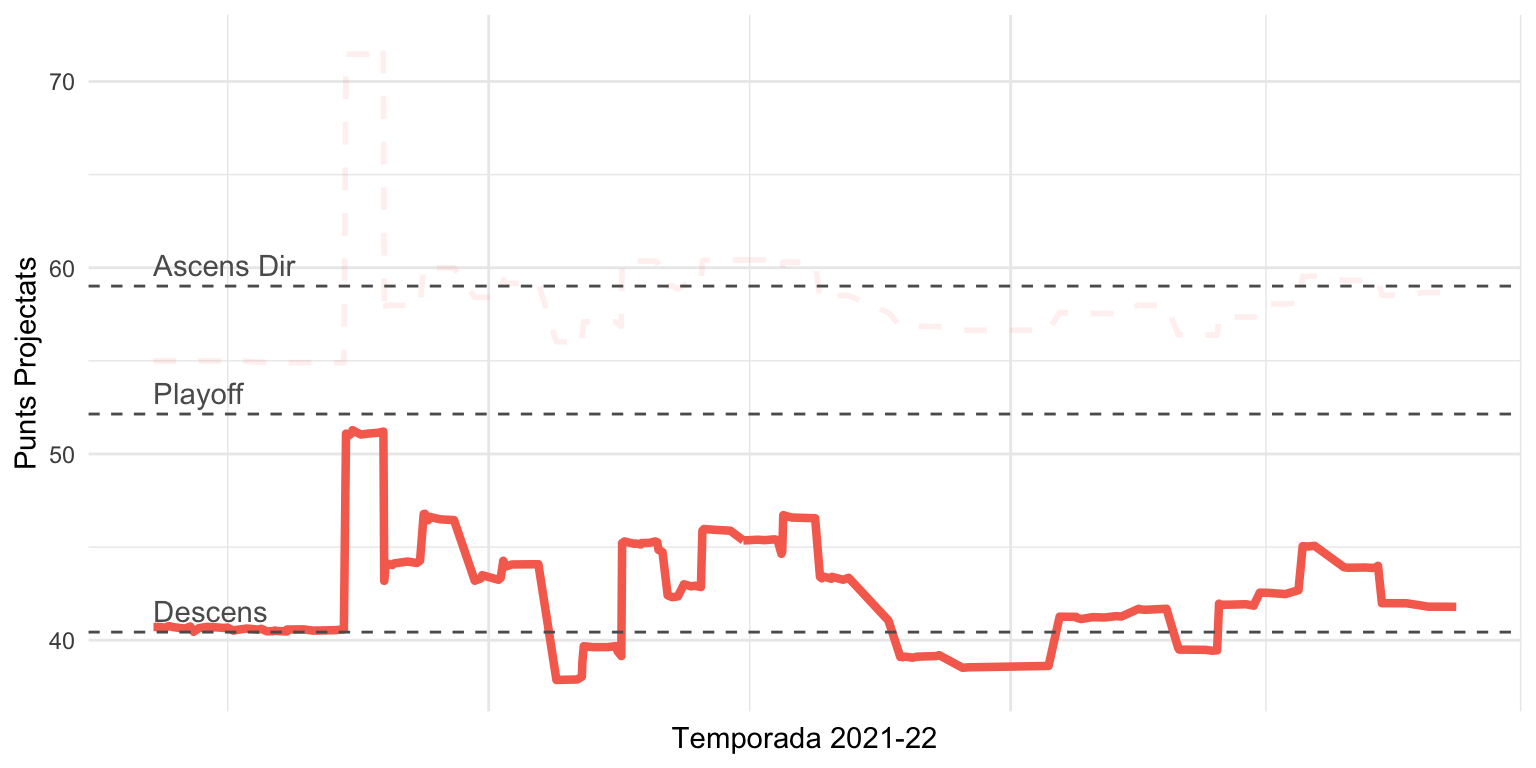 70
60
50
40
Punts Projectats
Ascens Dir
Playoff
Descens
Temporada 2021-22